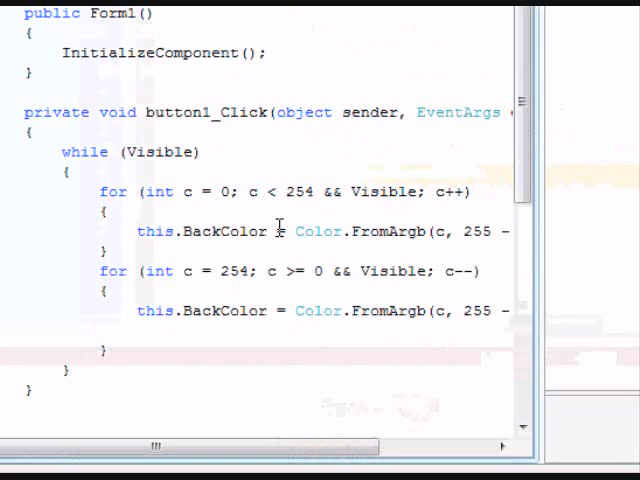 public Form1()
{
InitializeComponent();
}
private void button1_Click(object sender, EventArgs
{
while (Visible)
{
for (int c = 0; c < 254 && Visible; c++)
{
this.BackColor = Color.FromArgb(c, 255 -
}
for (int c = 254; c >= 0 && Visible; c--)
{
this.BackColor = Color.FromArgb(c, 255 -
}
}
}